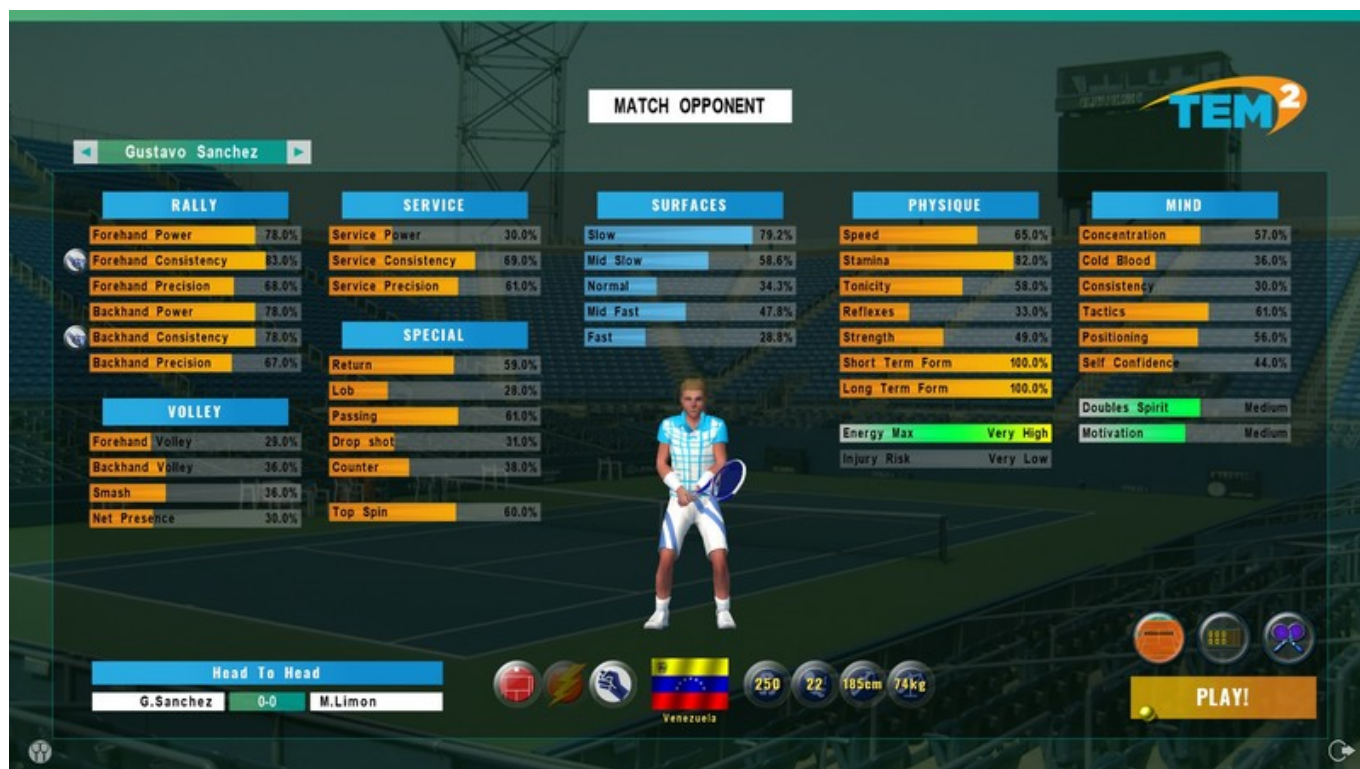 MATCH OPPONENT
TEM2
Gustavo Sanchez
RALLY
Forehand Power 78.0%
Forehand Consistency 83.0%
Forehand Precision 68.0%
Backhand Power 78.0%
Backhand Consistency 78.0%
Backhand Precision 67.0%
VOLLEY
Forehand Volley 29.0%
Backhand Volley 36.0%
Smash 36.0%
Net Presence 30.0%
SERVICE
Service Power 30.0%
Service Consistency 69.0%
Service Precision 61.0%
SPECIAL
Return 59.0%
Lob 28.0%
Passing 61.0%
Drop shot 31.0%
Counter 38.0%
Top Spin 60.0%
SURFACES
Slow 79.2%
Mid Slow 58.6%
Normal 34.3%
Mid Fast 47.8%
Fast 28.8%
PHYSIQUE
Speed 65.0%
Stamina 82.0%
Tonicity 58.0%
Reflexes 33.0%
Strength 49.0%
Short Term Form 100.0%
Long Term Form 100.0%
Energy Max Very High
Injury Risk Very Low
MIND
Concentration 57.0%
Cold Blood 36.0%
Consistency 30.0%
Tactics 61.0%
Positioning 56.0%
Self Confidence 44.0%
Doubles Spirit Medium
Motivation Medium
Head To Head
G.Sanchez 0-0 M.Limon
Venezuela
250 22 185cm 74kg
PLAY!